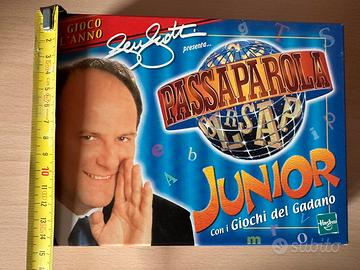 GIOCO
L'ANNO
Gerry Scotti
presenta...
PASSAPAROLA
JUNIOR
Con i Giochi del Gadano
Hasbro
subito